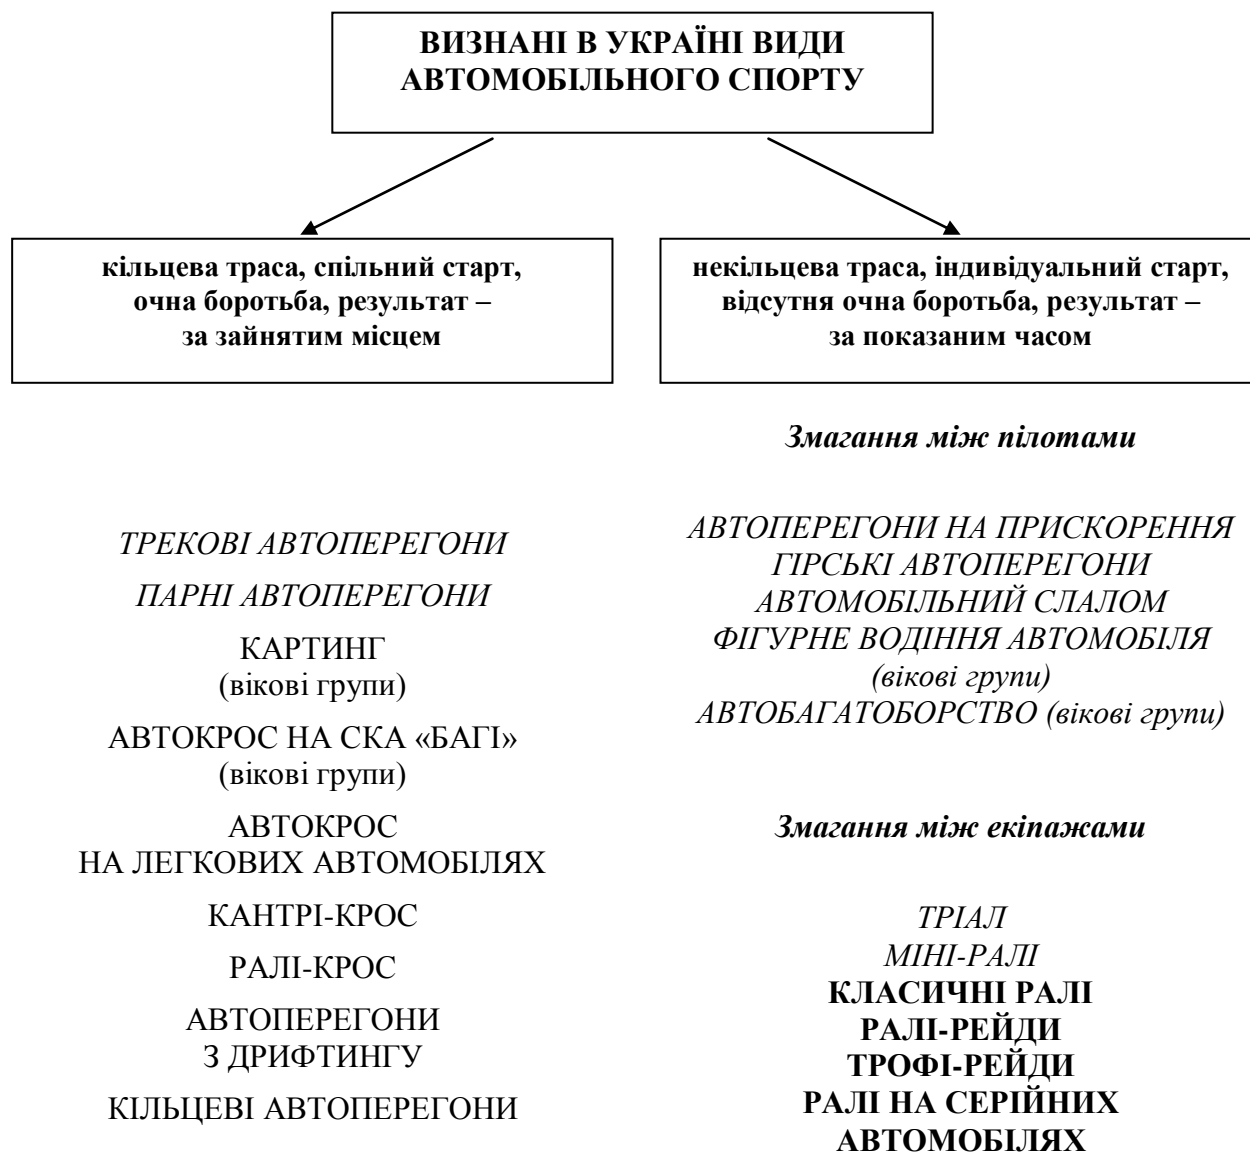 ВИЗНАНІ В УКРАЇНІ ВИДИ
АВТОМОБІЛЬНОГО СПОРТУ
кільцева траса, спільний старт,
очна боротьба, результат –
за зайнятим місцем
некільцева траса, індивідуальний старт,
відсутня очна боротьба, результат –
за показаним часом
ТРЕКОВІ АВТОПЕРЕГОНИ
ПАРНІ АВТОПЕРЕГОНИ
КАРТИНГ
(вікові групи)
АВТОКРОС НА СКА «БАГІ»
(вікові групи)
АВТОКРОС
НА ЛЕГКОВИХ АВТОМОБІЛЯХ
КАНТРІ-КРОС
РАЛІ-КРОС
АВТОПЕРЕГОНИ
З ДРИФТИНГУ
КІЛЬЦЕВІ АВТОПЕРЕГОНИ
Змагання між пілотами
АВТОПЕРЕГОНИ НА ПРИСКОРЕННЯ
ГІРСЬКІ АВТОПЕРЕГОНИ
АВТОМОБІЛЬНИЙ СЛАЛОМ
ФІГУРНЕ ВОДІННЯ АВТОМОБІЛЯ
(вікові групи)
АВТОБАГАТОБОРСТВО (вікові групи)
Змагання між екіпажами
ТРІАЛ
МІНІ-РАЛІ
КЛАСИЧНІ РАЛІ
РАЛІ-РЕЙДИ
ТРОФІ-РЕЙДИ
РАЛІ НА СЕРІЙНИХ
АВТОМОБІЛЯХ